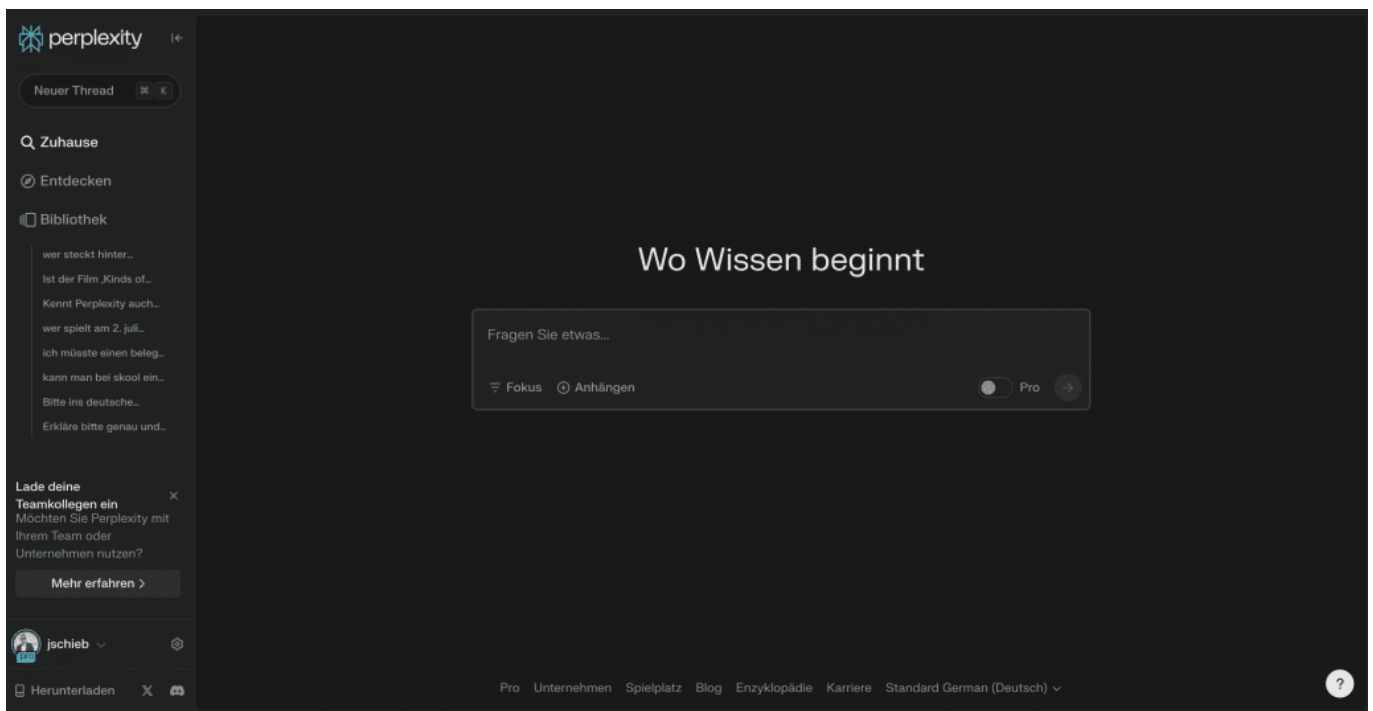 perplexity
Neuer Thread ⌘ K
Zuhause
Entdecken
Bibliothek
wer steckt hinter…
Ist der Film ‚Kinds of…
Kennt Perplexity auch…
wer spielt am 2. juli…
ich müsste einen beleg…
kann man bei skool ein…
Bitte ins deutsche…
Erkläre bitte genau und…
Lade deine
Teamkollegen ein
Möchten Sie Perplexity mit
Ihrem Team oder
Unternehmen nutzen?
Mehr erfahren
jschieb
pro
Herunterladen
Wo Wissen beginnt
Fragen Sie etwas…
Fokus Anhängen Pro
Pro Unternehmen Spielplatz Blog Enzyklopädie Karriere Standard German (Deutsch)
?